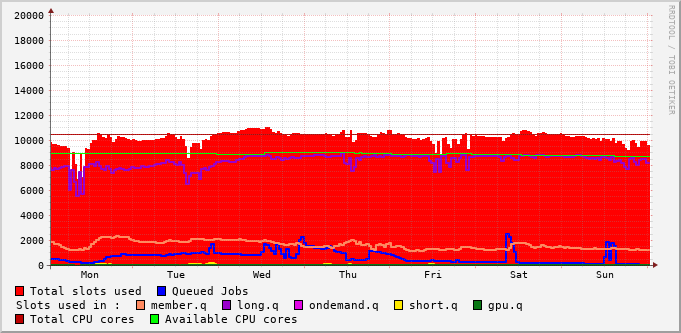 20000
18000
16000
14000
12000
10000
8000
6000
4000
2000
0
Mon Tue Wed Thu Fri Sat Sun
RRDTOOL / TOBI OETIKER
Total slots used Queued Jobs
Slots used in : member.q long.q ondemand.q short.q gpu.q
Total CPU cores Available CPU cores